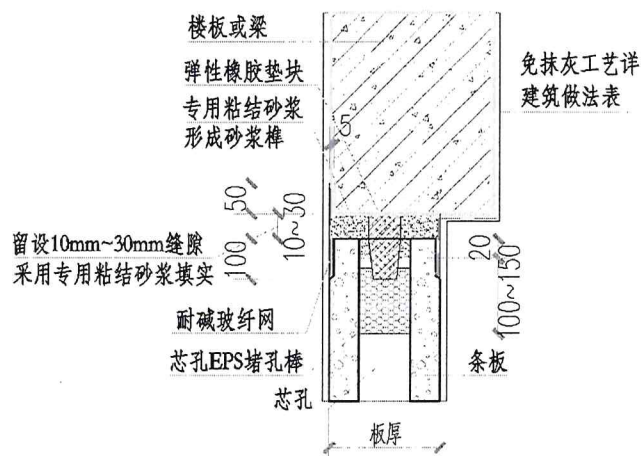 楼板或梁
弹性橡胶垫块
专用粘结砂浆
形成砂浆榫
免抹灰工艺详
建筑做法表
5
50
10~30
100
留设10mm~30mm缝隙
采用专用粘结砂浆填实
20
100~150
耐碱玻纤网
芯孔EPS堵孔棒
条板
芯孔
板厚